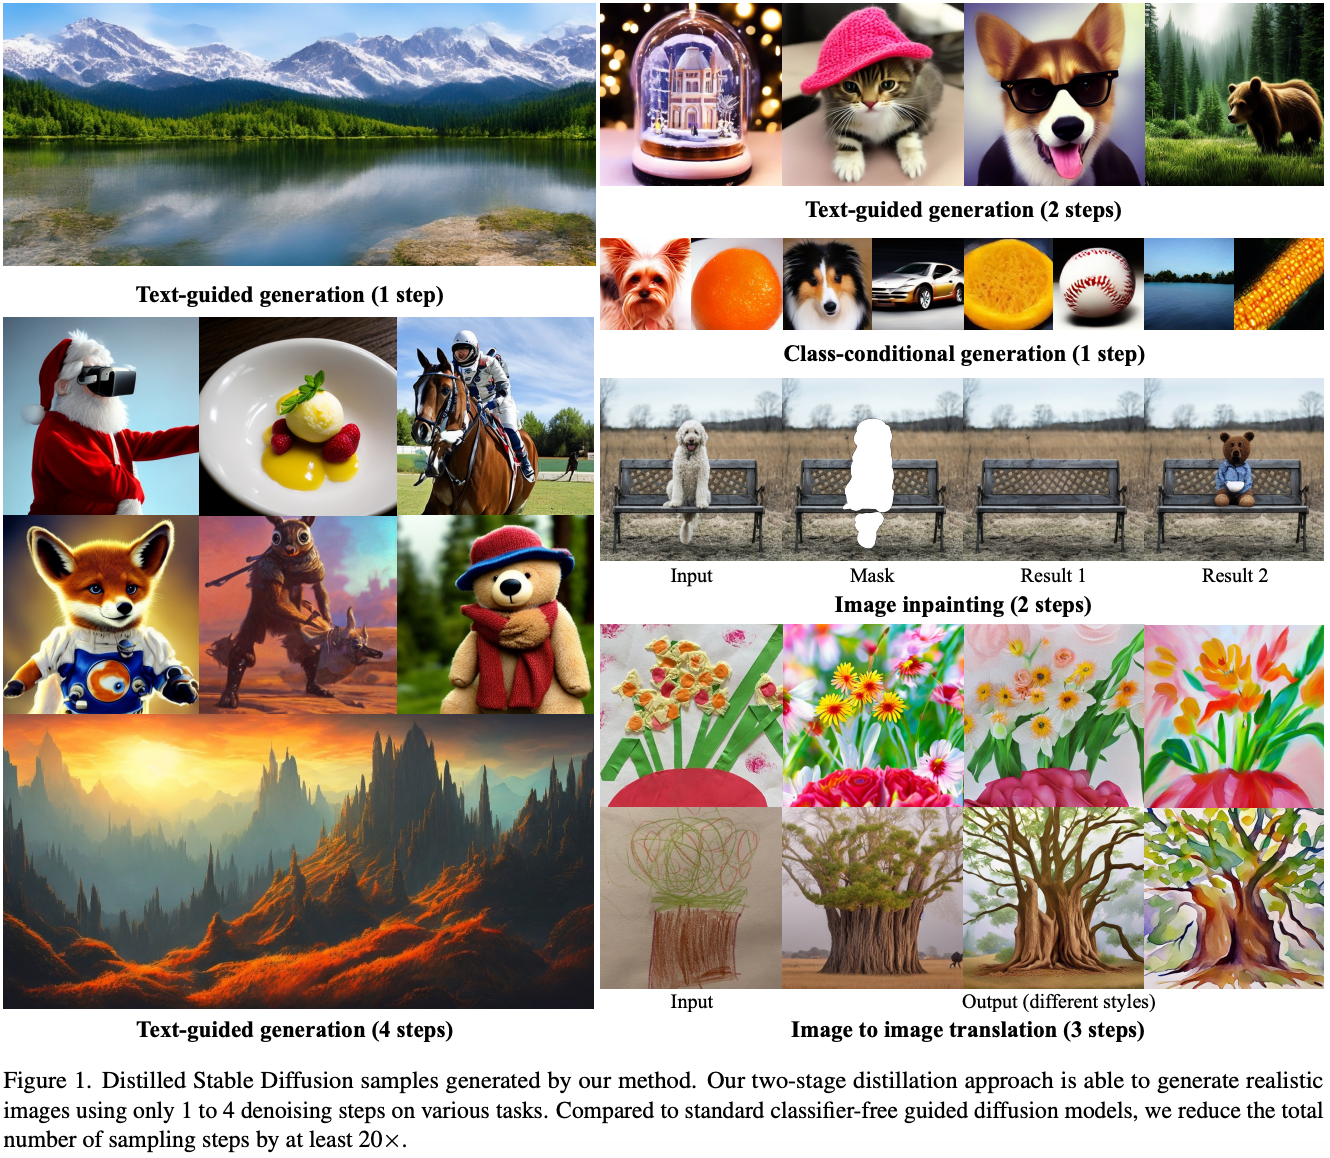 Text-guided generation (1 step)
Text-guided generation (2 steps)
Class-conditional generation (1 step)
Input
Mask
Result 1
Result 2
Image inpainting (2 steps)
Input
Output (different styles)
Text-guided generation (4 steps)
Image to image translation (3 steps)
Figure 1. Distilled Stable Diffusion samples generated by our method. Our two-stage distillation approach is able to generate realistic
images using only 1 to 4 denoising steps on various tasks. Compared to standard classifier-free guided diffusion models, we reduce the total
number of sampling steps by at least 20×.